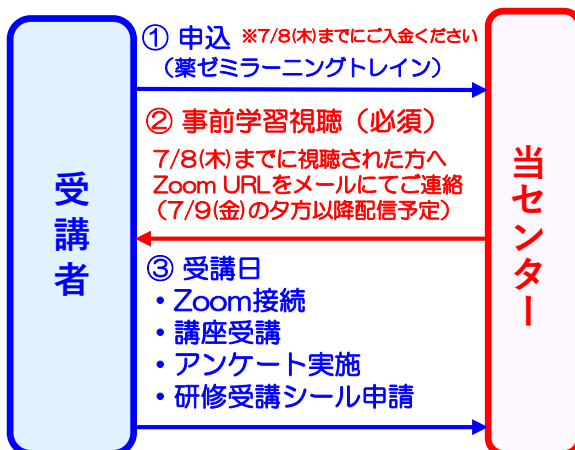 ① 申込 ※7/8(木)までにご入金ください
（薬ゼミラーニングトレイン）
② 事前学習視聴（必須）
7/8(木)までに視聴された方へ
Zoom URLをメールにてご連絡
（7/9(金)の夕方以降配信予定）
③ 受講日
・Zoom接続
・講座受講
・アンケート実施
・研修受講シール申請
受講者
当センター